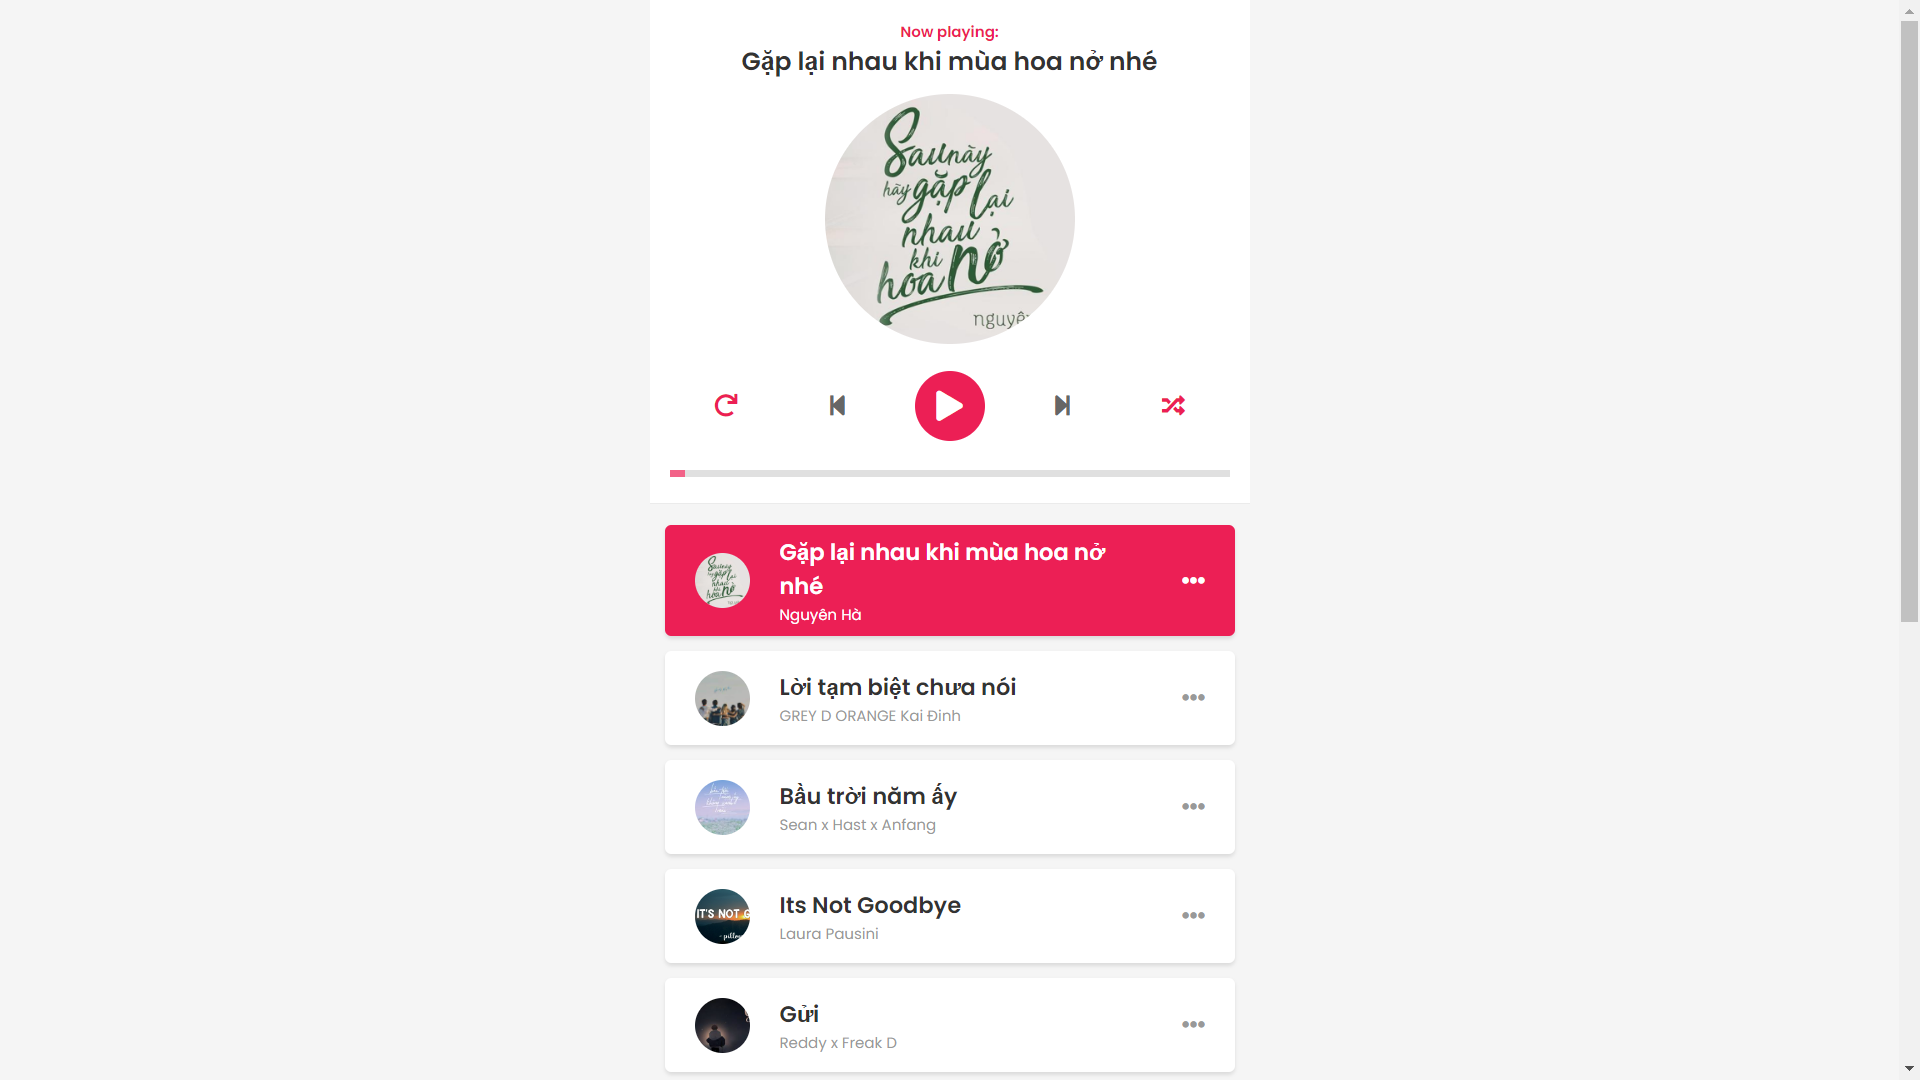 Now playing:
Gặp lại nhau khi mùa hoa nở nhé
Sau này
hãy gặp lại
nhau
khi
hoa nở
nguyê
Gặp lại nhau khi mùa hoa nở
nhé
Nguyên Hà
Lời tạm biệt chưa nói
GREY D ORANGE Kai Đinh
Bầu trời năm ấy
Sean x Hast x Anfang
IT'S NOT G
Its Not Goodbye
Laura Pausini
Gửi
Reddy x Freak D